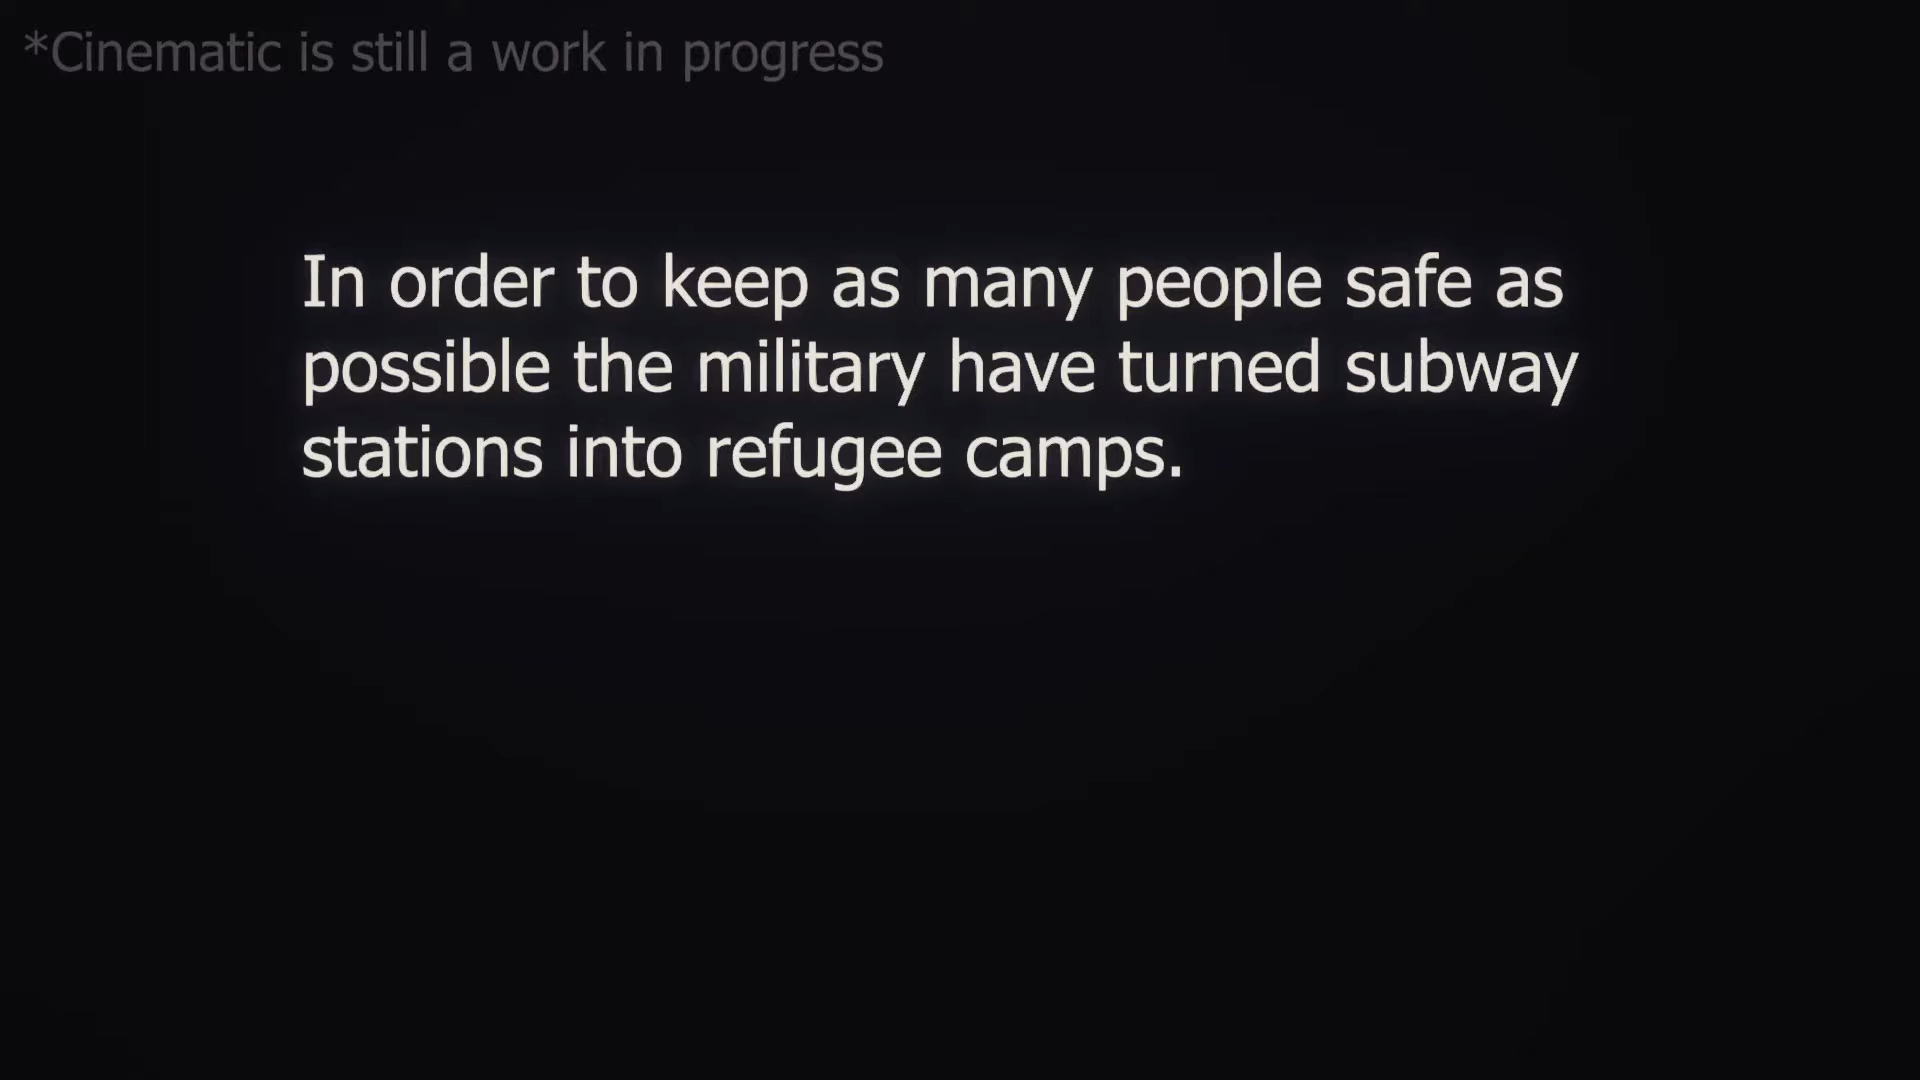 *Cinematic is still a work in progress
In order to keep as many people safe as
possible the military have turned subway
stations into refugee camps.